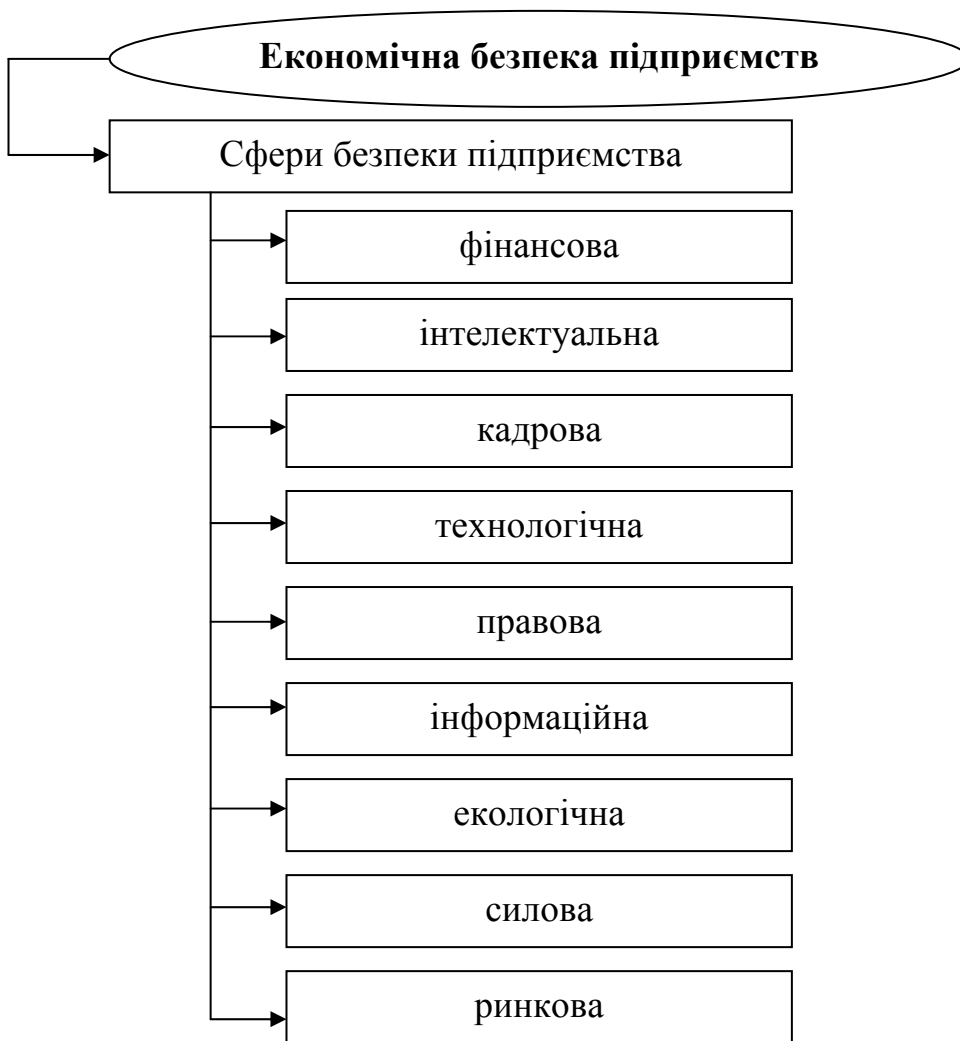 Економічна безпека підприємств
Сфери безпеки підприємства
фінансова
інтелектуальна
кадрова
технологічна
правова
інформаційна
екологічна
силова
ринкова